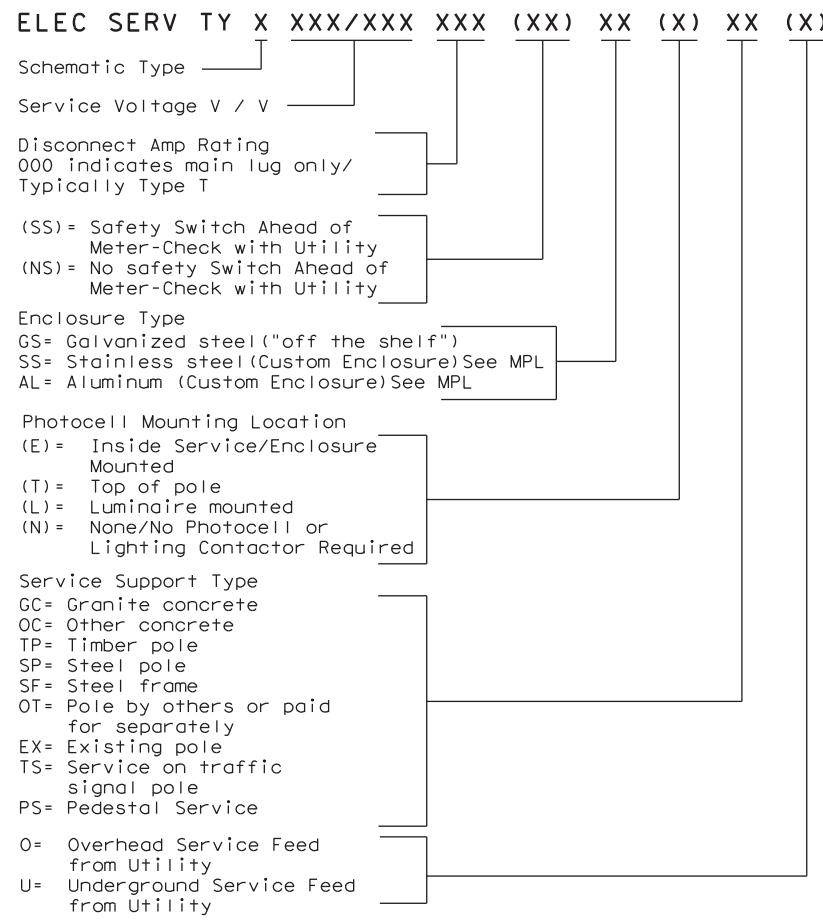 ELEC SERV TY X XXX/XXX XXX (XX) XX (X) XX (X)
Schematic Type
Service Voltage V / V
Disconnect Amp Rating
000 indicates main lug only/
Typically Type T
(SS)= Safety Switch Ahead of
Meter-Check with Utility
(NS)= No safety Switch Ahead of
Meter-Check with Utility
Enclosure Type
GS= Galvanized steel("off the shelf")
SS= Stainless steel(Custom Enclosure)See MPL
AL= Aluminum (Custom Enclosure)See MPL
Photocell Mounting Location
(E)= Inside Service/Enclosure
Mounted
(T)= Top of pole
(L)= Luminaire mounted
(N)= None/No Photocell or
Lighting Contactor Required
Service Support Type
GC= Granite concrete
OC= Other concrete
TP= Timber pole
SP= Steel pole
SF= Steel frame
OT= Pole by others or paid
for separately
EX= Existing pole
TS= Service on traffic
signal pole
PS= Pedestal Service
O= Overhead Service Feed
from Utility
U= Underground Service Feed
from Utility